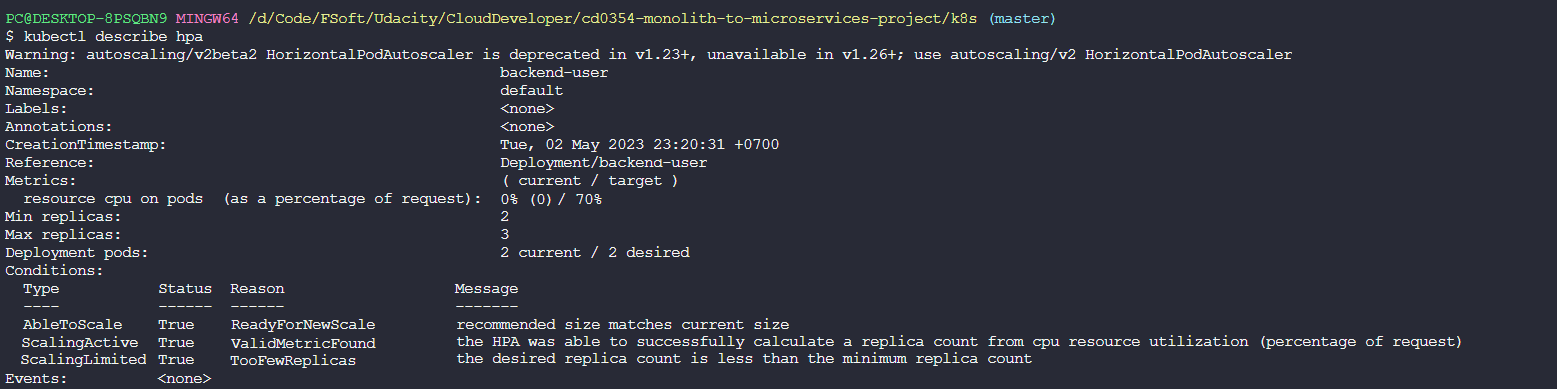 PC@DESKTOP-8PSQBN9 MINGW64 /d/Code/FSoft/Udacity/CloudDeveloper/cd0354-monolith-to-microservices-project/k8s (master)
$ kubectl describe hpa
Warning: autoscaling/v2beta2 HorizontalPodAutoscaler is deprecated in v1.23+, unavailable in v1.26+; use autoscaling/v2 HorizontalPodAutoscaler
Name: backend-user
Namespace: default
Labels: <none>
Annotations: <none>
CreationTimestamp: Tue, 02 May 2023 23:20:31 +0700
Reference: Deployment/backend-user
Metrics: ( current / target )
resource cpu on pods (as a percentage of request): 0% (0) / 70%
Min replicas: 2
Max replicas: 3
Deployment pods: 2 current / 2 desired
Conditions:
Type Status Reason Message
---- ------ ------ -------
AbleToScale True ReadyForNewScale recommended size matches current size
ScalingActive True ValidMetricFound the HPA was able to successfully calculate a replica count from cpu resource utilization (percentage of request)
ScalingLimited True TooFewReplicas the desired replica count is less than the minimum replica count
Events: <none>